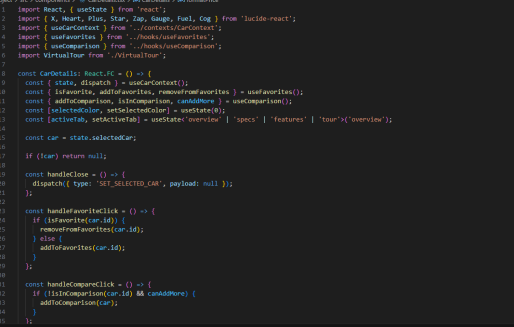 import React, { useState } from 'react';
import { X, Heart, Plus, Star, Zap, Gauge, Fuel, Cog } from 'lucide-react';
import { useCarContext } from '../contexts/CarContext';
import { useFavorites } from '../hooks/useFavorites';
import { useComparison } from '../hooks/useComparison';
import VirtualTour from './VirtualTour';

const CarDetails: React.FC = () => {
const { state, dispatch } = useCarContext();
const { isFavorite, addToFavorites, removeFromFavorites } = useFavorites();
const { addToComparison, isInComparison, canAddMore } = useComparison();
const [selectedColor, setSelectedColor] = useState(0);
const [activeTab, setActiveTab] = useState<'overview' | 'specs' | 'features' | 'tour'>('overview');

const car = state.selectedCar;

if (!car) return null;

const handleClose = () => {
dispatch({ type: 'SET_SELECTED_CAR', payload: null });
};

const handleFavoriteClick = () => {
if (isFavorite(car.id)) {
removeFromFavorites(car.id);
} else {
addToFavorites(car.id);
}
};

const handleCompareClick = () => {
if (!isInComparison(car.id) && canAddMore) {
addToComparison(car);
}
};